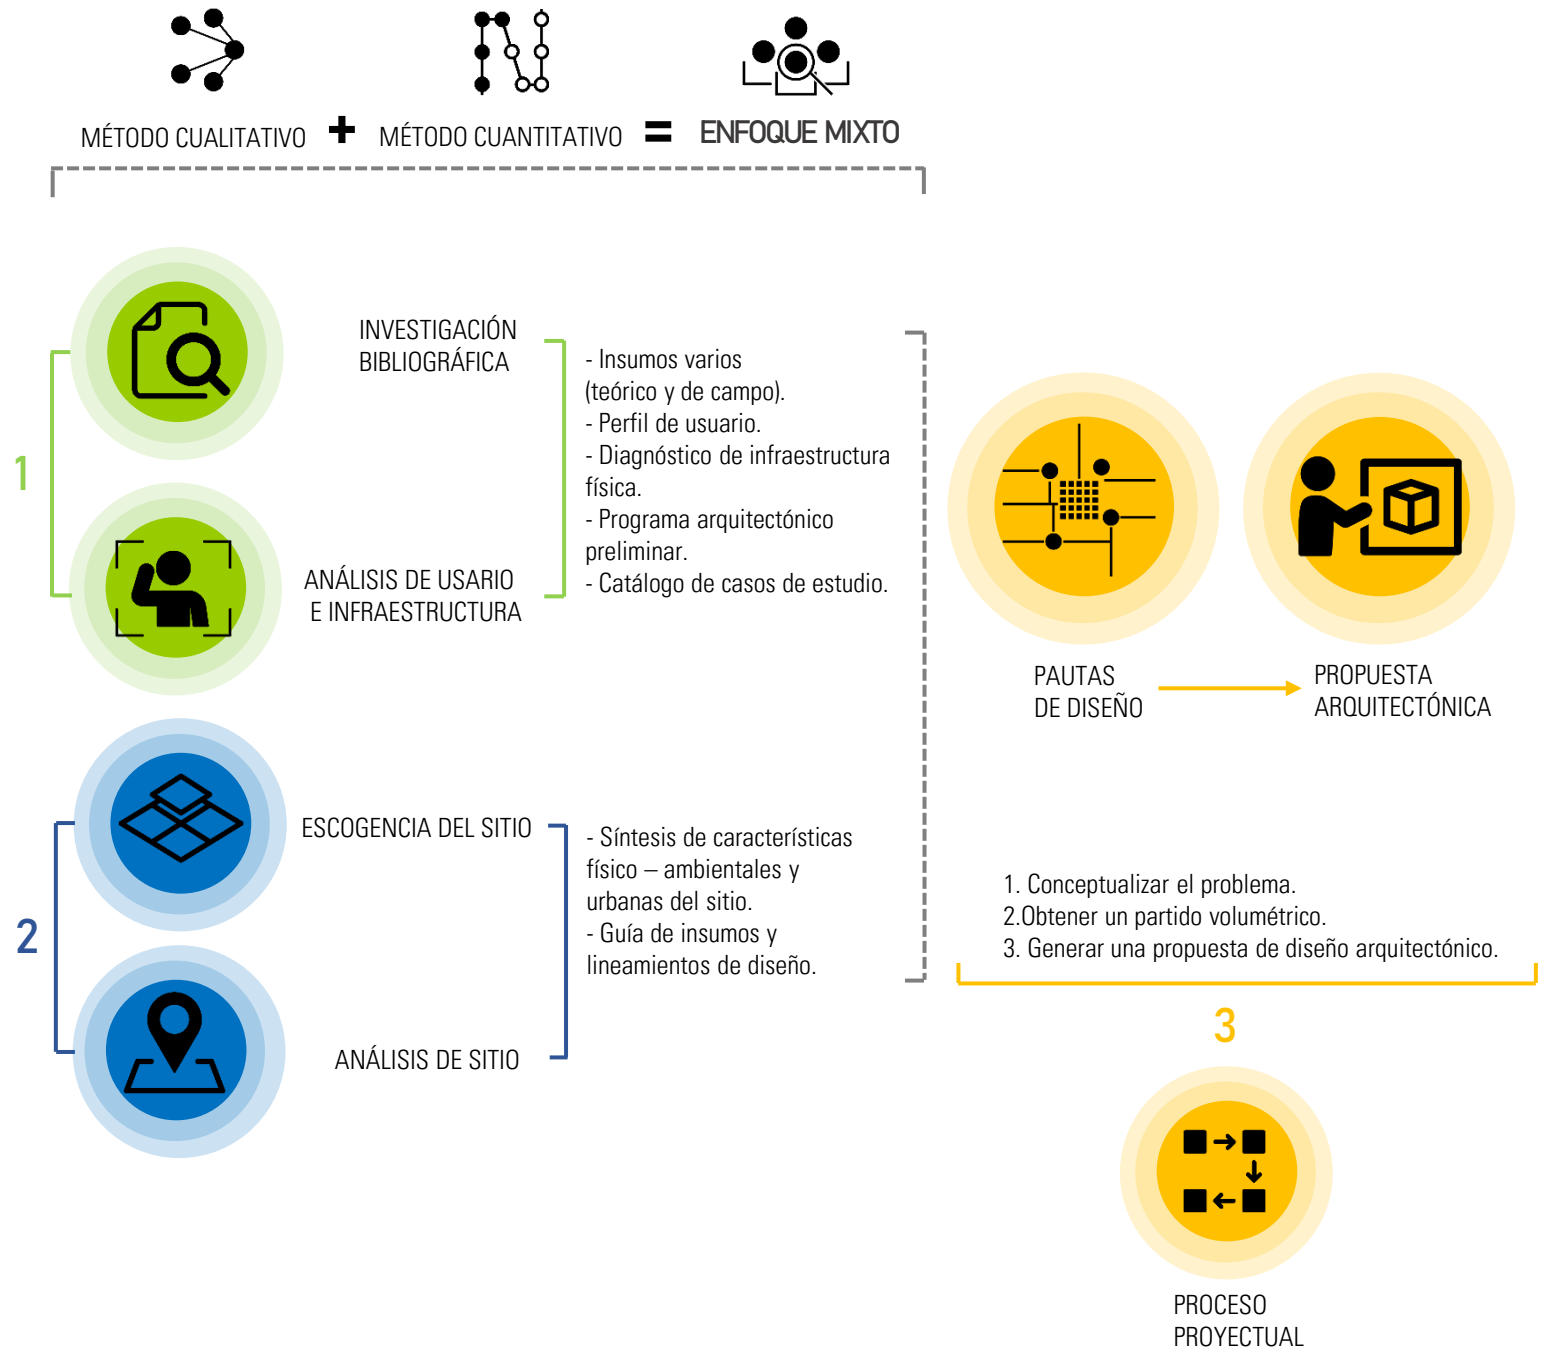 MÉTODO CUALITATIVO + MÉTODO CUANTITATIVO = ENFOQUE MIXTO
1
INVESTIGACIÓN
BIBLIOGRÁFICA
ANÁLISIS DE USARIO
E INFRAESTRUCTURA
- Insumos varios
(teórico y de campo).
- Perfil de usuario.
- Diagnóstico de infraestructura
física.
- Programa arquitectónico
preliminar.
- Catálogo de casos de estudio.
2
ESCOGENCIA DEL SITIO
ANÁLISIS DE SITIO
- Síntesis de características
físico – ambientales y
urbanas del sitio.
- Guía de insumos y
lineamientos de diseño.
PAUTAS
DE DISEÑO
PROPUESTA
ARQUITECTÓNICA
1. Conceptualizar el problema.
2.Obtener un partido volumétrico.
3. Generar una propuesta de diseño arquitectónico.
3
PROCESO
PROYECTUAL